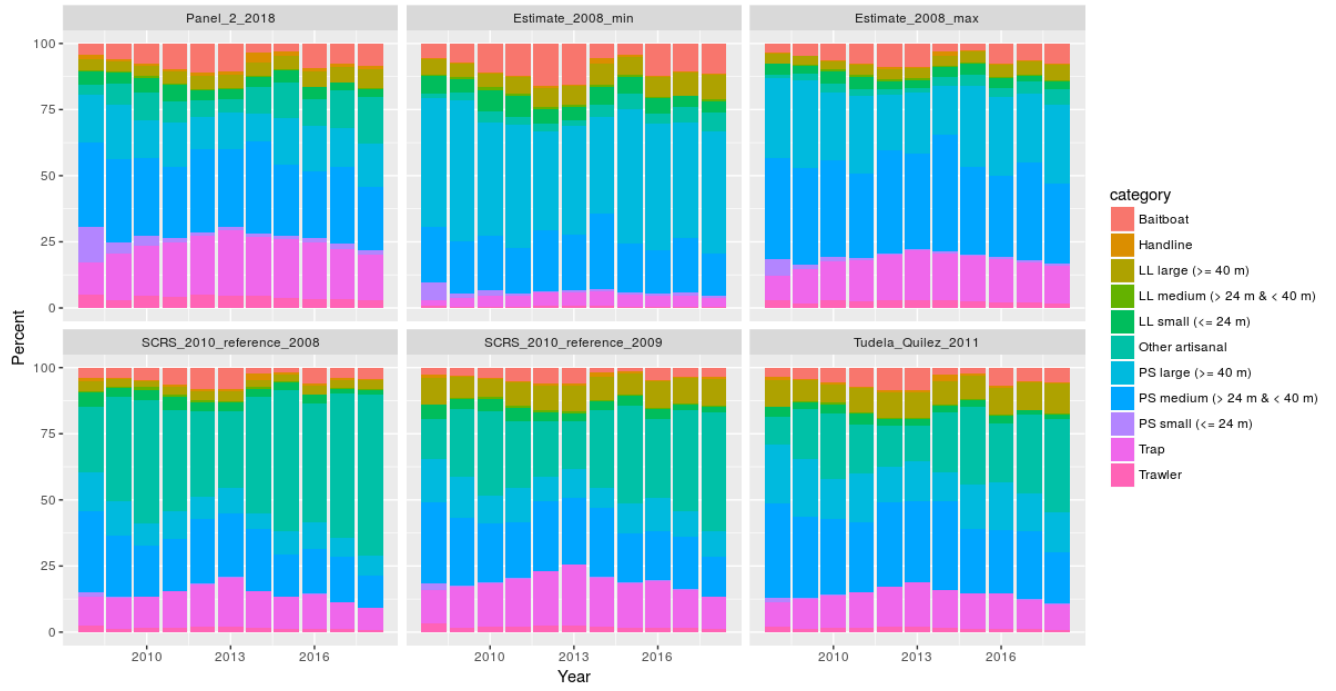 Panel_2_2018
Estimate_2008_min
Estimate_2008_max
100
75
50
25
0
SCRS_2010_reference_2008
SCRS_2010_reference_2009
Tudela_Quilez_2011
100
75
50
25
0
Percent
2010
2013
2016
2010
2013
2016
2010
2013
2016
Year
category
Baitboat
Handline
LL large (>= 40 m)
LL medium (> 24 m & < 40 m)
LL small (<= 24 m)
Other artisanal
PS large (>= 40 m)
PS medium (> 24 m & < 40 m)
PS small (<= 24 m)
Trap
Trawler